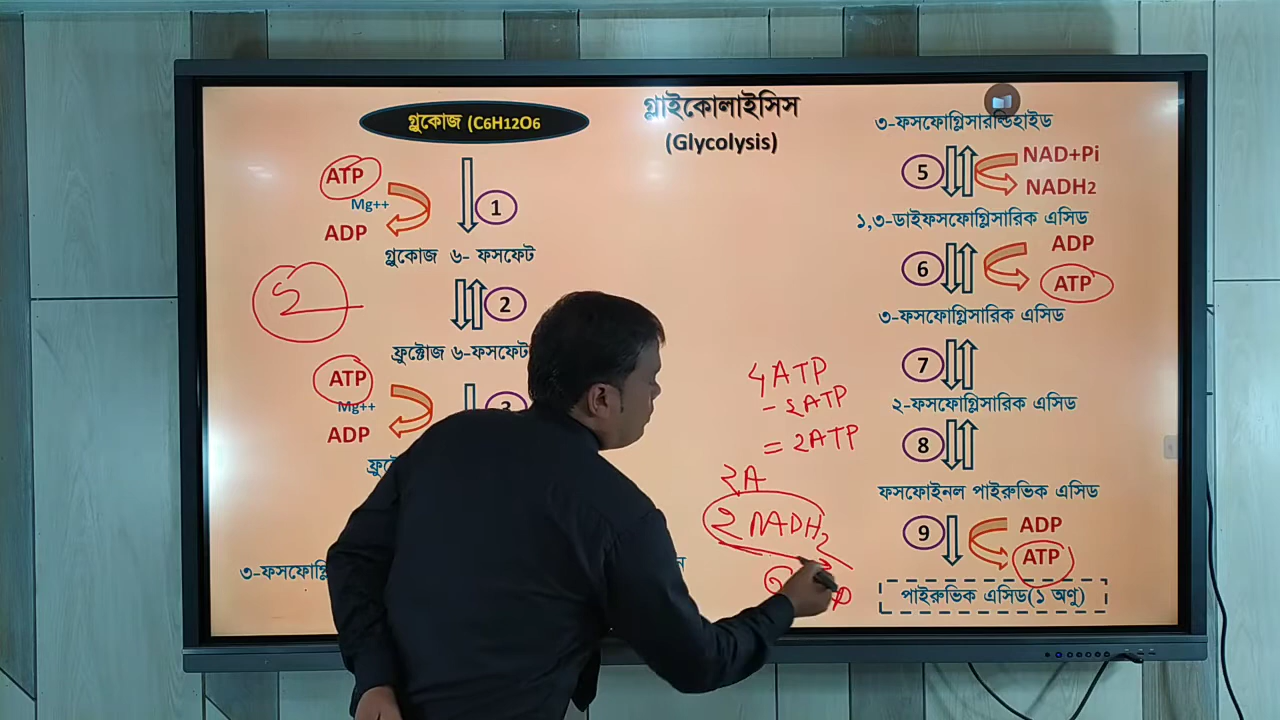 গ্লাইকোলাইসিস
(Glycolysis)
গ্লুকোজ (C6H12O6
ATP
Mg++
ADP
1
গ্লুকোজ ৬- ফসফেট
2
2
ফ্রুক্টোজ ৬-ফসফেট
ATP
Mg++
ADP
3
4ATP
- 2ATP
= 2ATP
2A
2 NADH2
৩-ফসফোগ্লিসারল্ডিহাইড
5
NAD+Pi
NADH2
১,৩-ডাইফসফোগ্লিসারিক এসিড
6
ADP
ATP
৩-ফসফোগ্লিসারিক এসিড
7
২-ফসফোগ্লিসারিক এসিড
8
ফসফোইনল পাইরুভিক এসিড
9
ADP
ATP
পাইরুভিক এসিড(১ অণু)